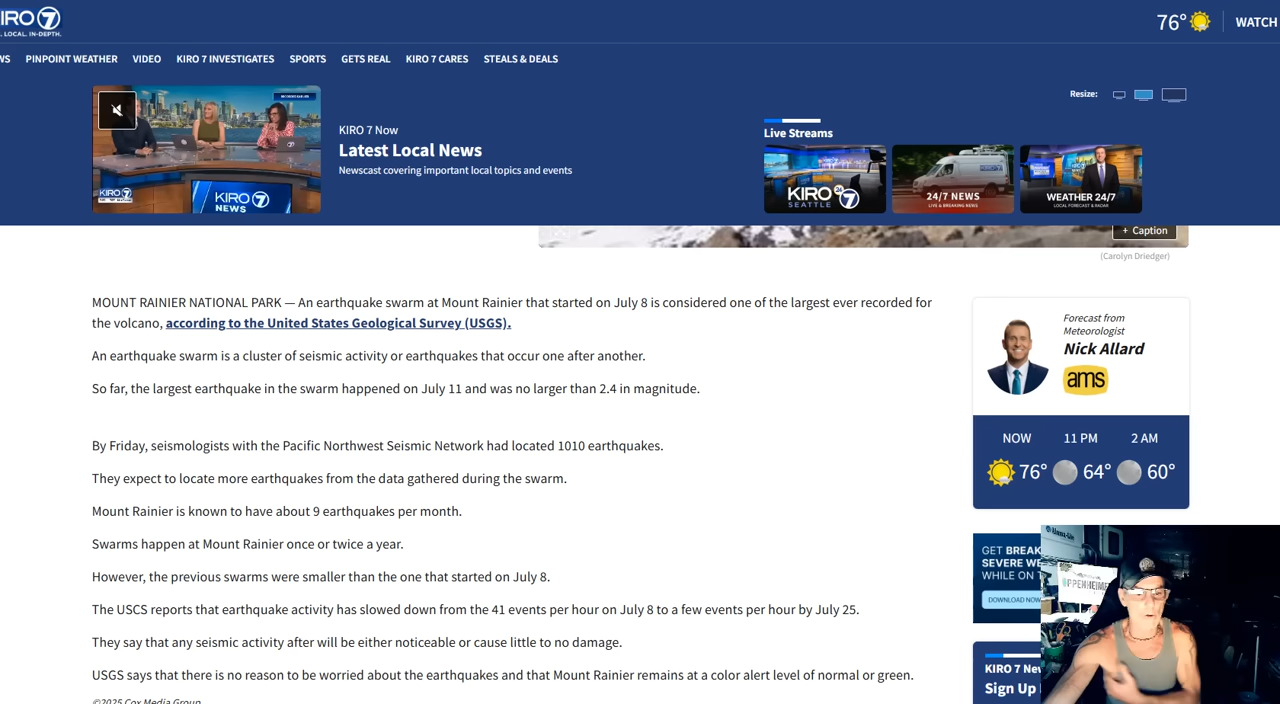 IRO 7
. LOCAL. IN-DEPTH.
76°
WATCH
WS PINPOINT WEATHER VIDEO KIRO 7 INVESTIGATES SPORTS GETS REAL KIRO 7 CARES STEALS & DEALS
Resize:
KIRO 7 Now
Latest Local News
Newscast covering important local topics and events
KIRO 7
KIRO 7
NEWS
Live Streams
KIRO 24/7
SEATTLE
24/7 NEWS
LIVE & BREAKING NEWS
WEATHER 24/7
LOCAL FORECAST & RADAR
+ Caption
(Carolyn Driedger)
MOUNT RAINIER NATIONAL PARK — An earthquake swarm at Mount Rainier that started on July 8 is considered one of the largest ever recorded for
the volcano, according to the United States Geological Survey (USGS).
An earthquake swarm is a cluster of seismic activity or earthquakes that occur one after another.
So far, the largest earthquake in the swarm happened on July 11 and was no larger than 2.4 in magnitude.
By Friday, seismologists with the Pacific Northwest Seismic Network had located 1010 earthquakes.
They expect to locate more earthquakes from the data gathered during the swarm.
Mount Rainier is known to have about 9 earthquakes per month.
Swarms happen at Mount Rainier once or twice a year.
However, the previous swarms were smaller than the one that started on July 8.
The USCS reports that earthquake activity has slowed down from the 41 events per hour on July 8 to a few events per hour by July 25.
They say that any seismic activity after will be either noticeable or cause little to no damage.
USGS says that there is no reason to be worried about the earthquakes and that Mount Rainier remains at a color alert level of normal or green.
©2025 Cox Media Group
Forecast from
Meteorologist
Nick Allard
ams
NOW 11 PM 2 AM
76° 64° 60°
GET BREAK
SEVERE WE
WHILE ON T
DOWNLOAD NOW
KIRO 7 New
Sign Up
OPPENHEIME